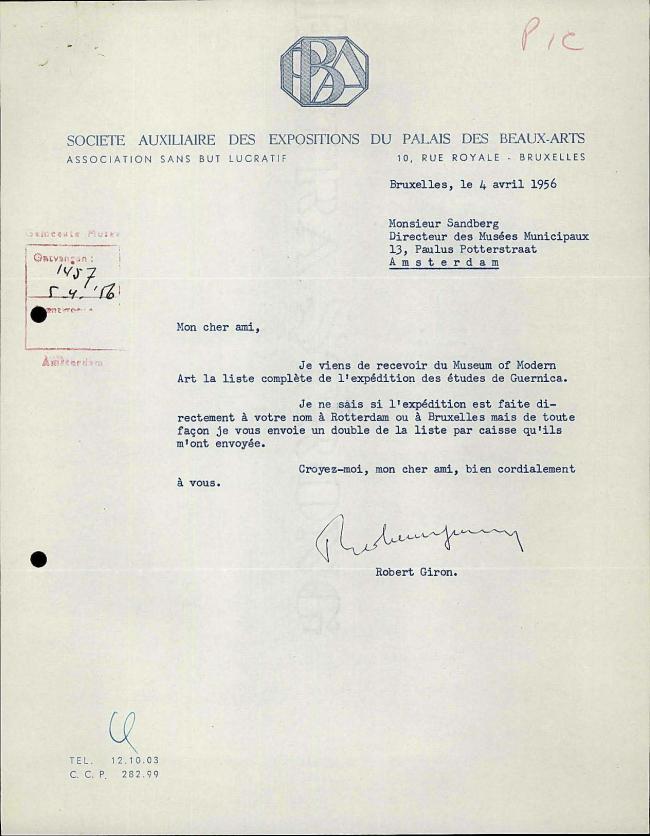 PIC
PBA
SOCIETE AUXILIAIRE DES EXPOSITIONS DU PALAIS DES BEAUX-ARTS
ASSOCIATION SANS BUT LUCRATIF 10, RUE ROYALE - BRUXELLES
Bruxelles, le 4 avril 1956
Monsieur Sandberg
Directeur des Musées Municipaux
13, Paulus Potterstraat
Amsterdam
Gemeente Musea
Ontvangen :
1457
5.4.'56
Amsterdam
Mon cher ami,
Je viens de recevoir du Museum of Modern
Art la liste complète de l'expédition des études de Guernica.
Je ne sais si l'expédition est faite di-
rectement à votre nom à Rotterdam ou à Bruxelles mais de toute
façon je vous envoie un double de la liste par caisse qu'ils
m'ont envoyée.
Croyez-moi, mon cher ami, bien cordialement
à vous.
Robert Giron.
TEL. 12.10.03
C. C. P. 282.99